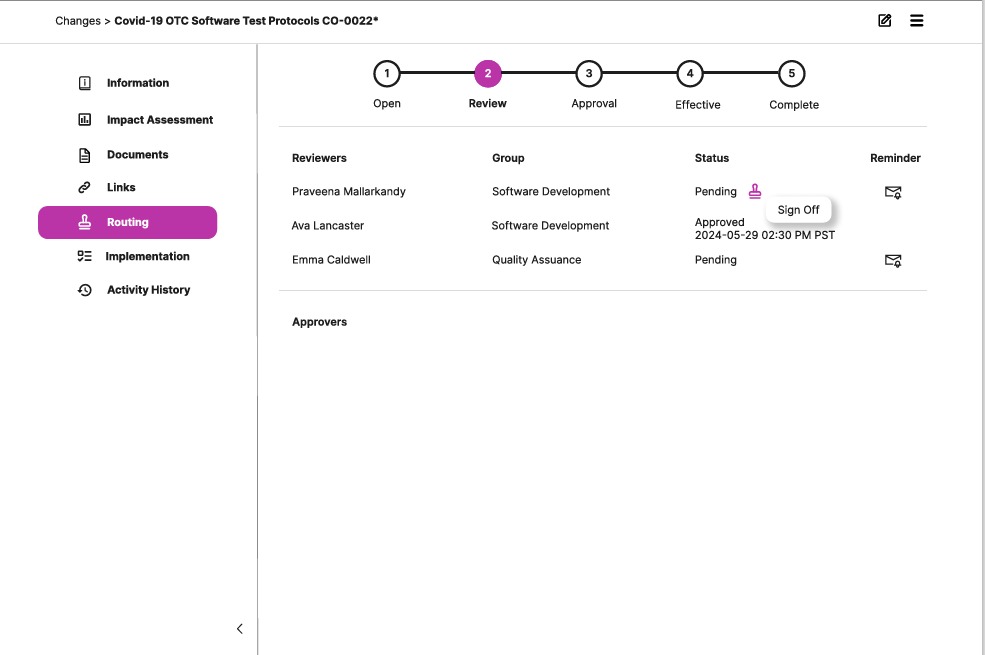 Changes > Covid-19 OTC Software Test Protocols CO-0022*
Information
Impact Assessment
Documents
Links
Routing
Implementation
Activity History
1 2 3 4 5
Open Review Approval Effective Complete
Reviewers Group Status Reminder
Praveena Mallarkandy Software Development Pending
Sign Off
Ava Lancaster Software Development Approved
2024-05-29 02:30 PM PST
Emma Caldwell Quality Assuance Pending
Approvers